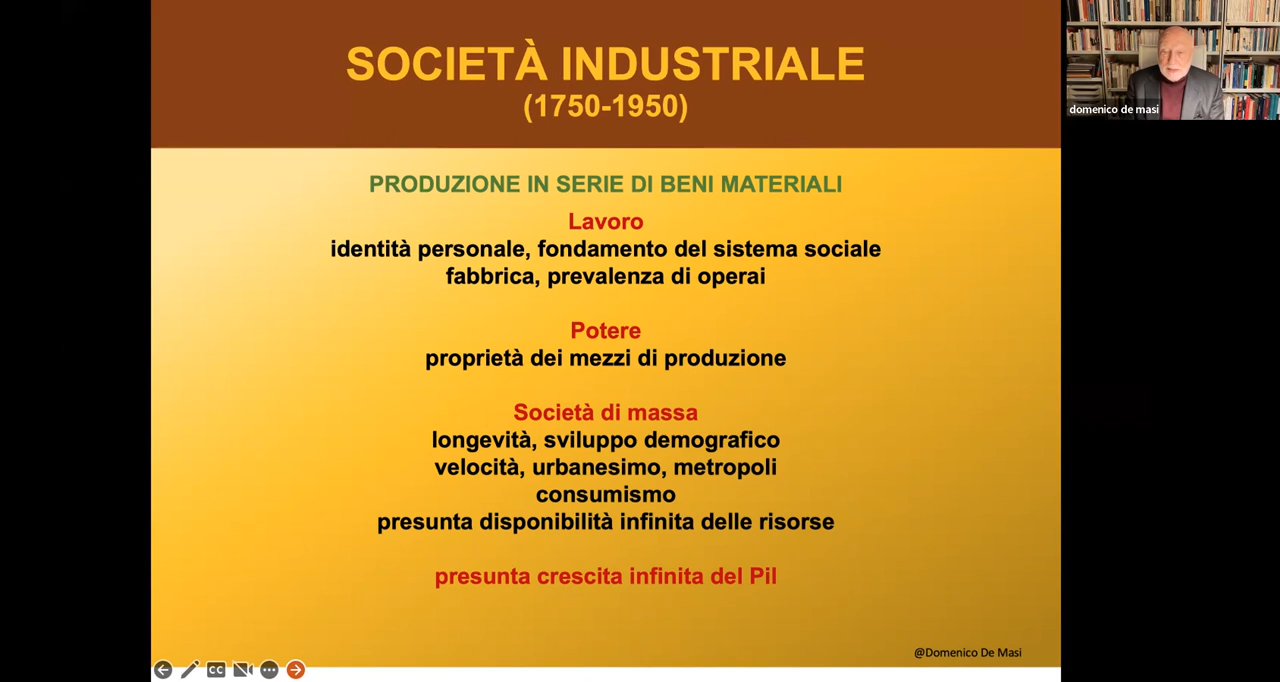 SOCIETÀ INDUSTRIALE
(1750-1950)
PRODUZIONE IN SERIE DI BENI MATERIALI
Lavoro
identità personale, fondamento del sistema sociale
fabbrica, prevalenza di operai
Potere
proprietà dei mezzi di produzione
Società di massa
longevità, sviluppo demografico
velocità, urbanesimo, metropoli
consumismo
presunta disponibilità infinita delle risorse
presunta crescita infinita del Pil
@Domenico De Masi
CC
domenico de masi